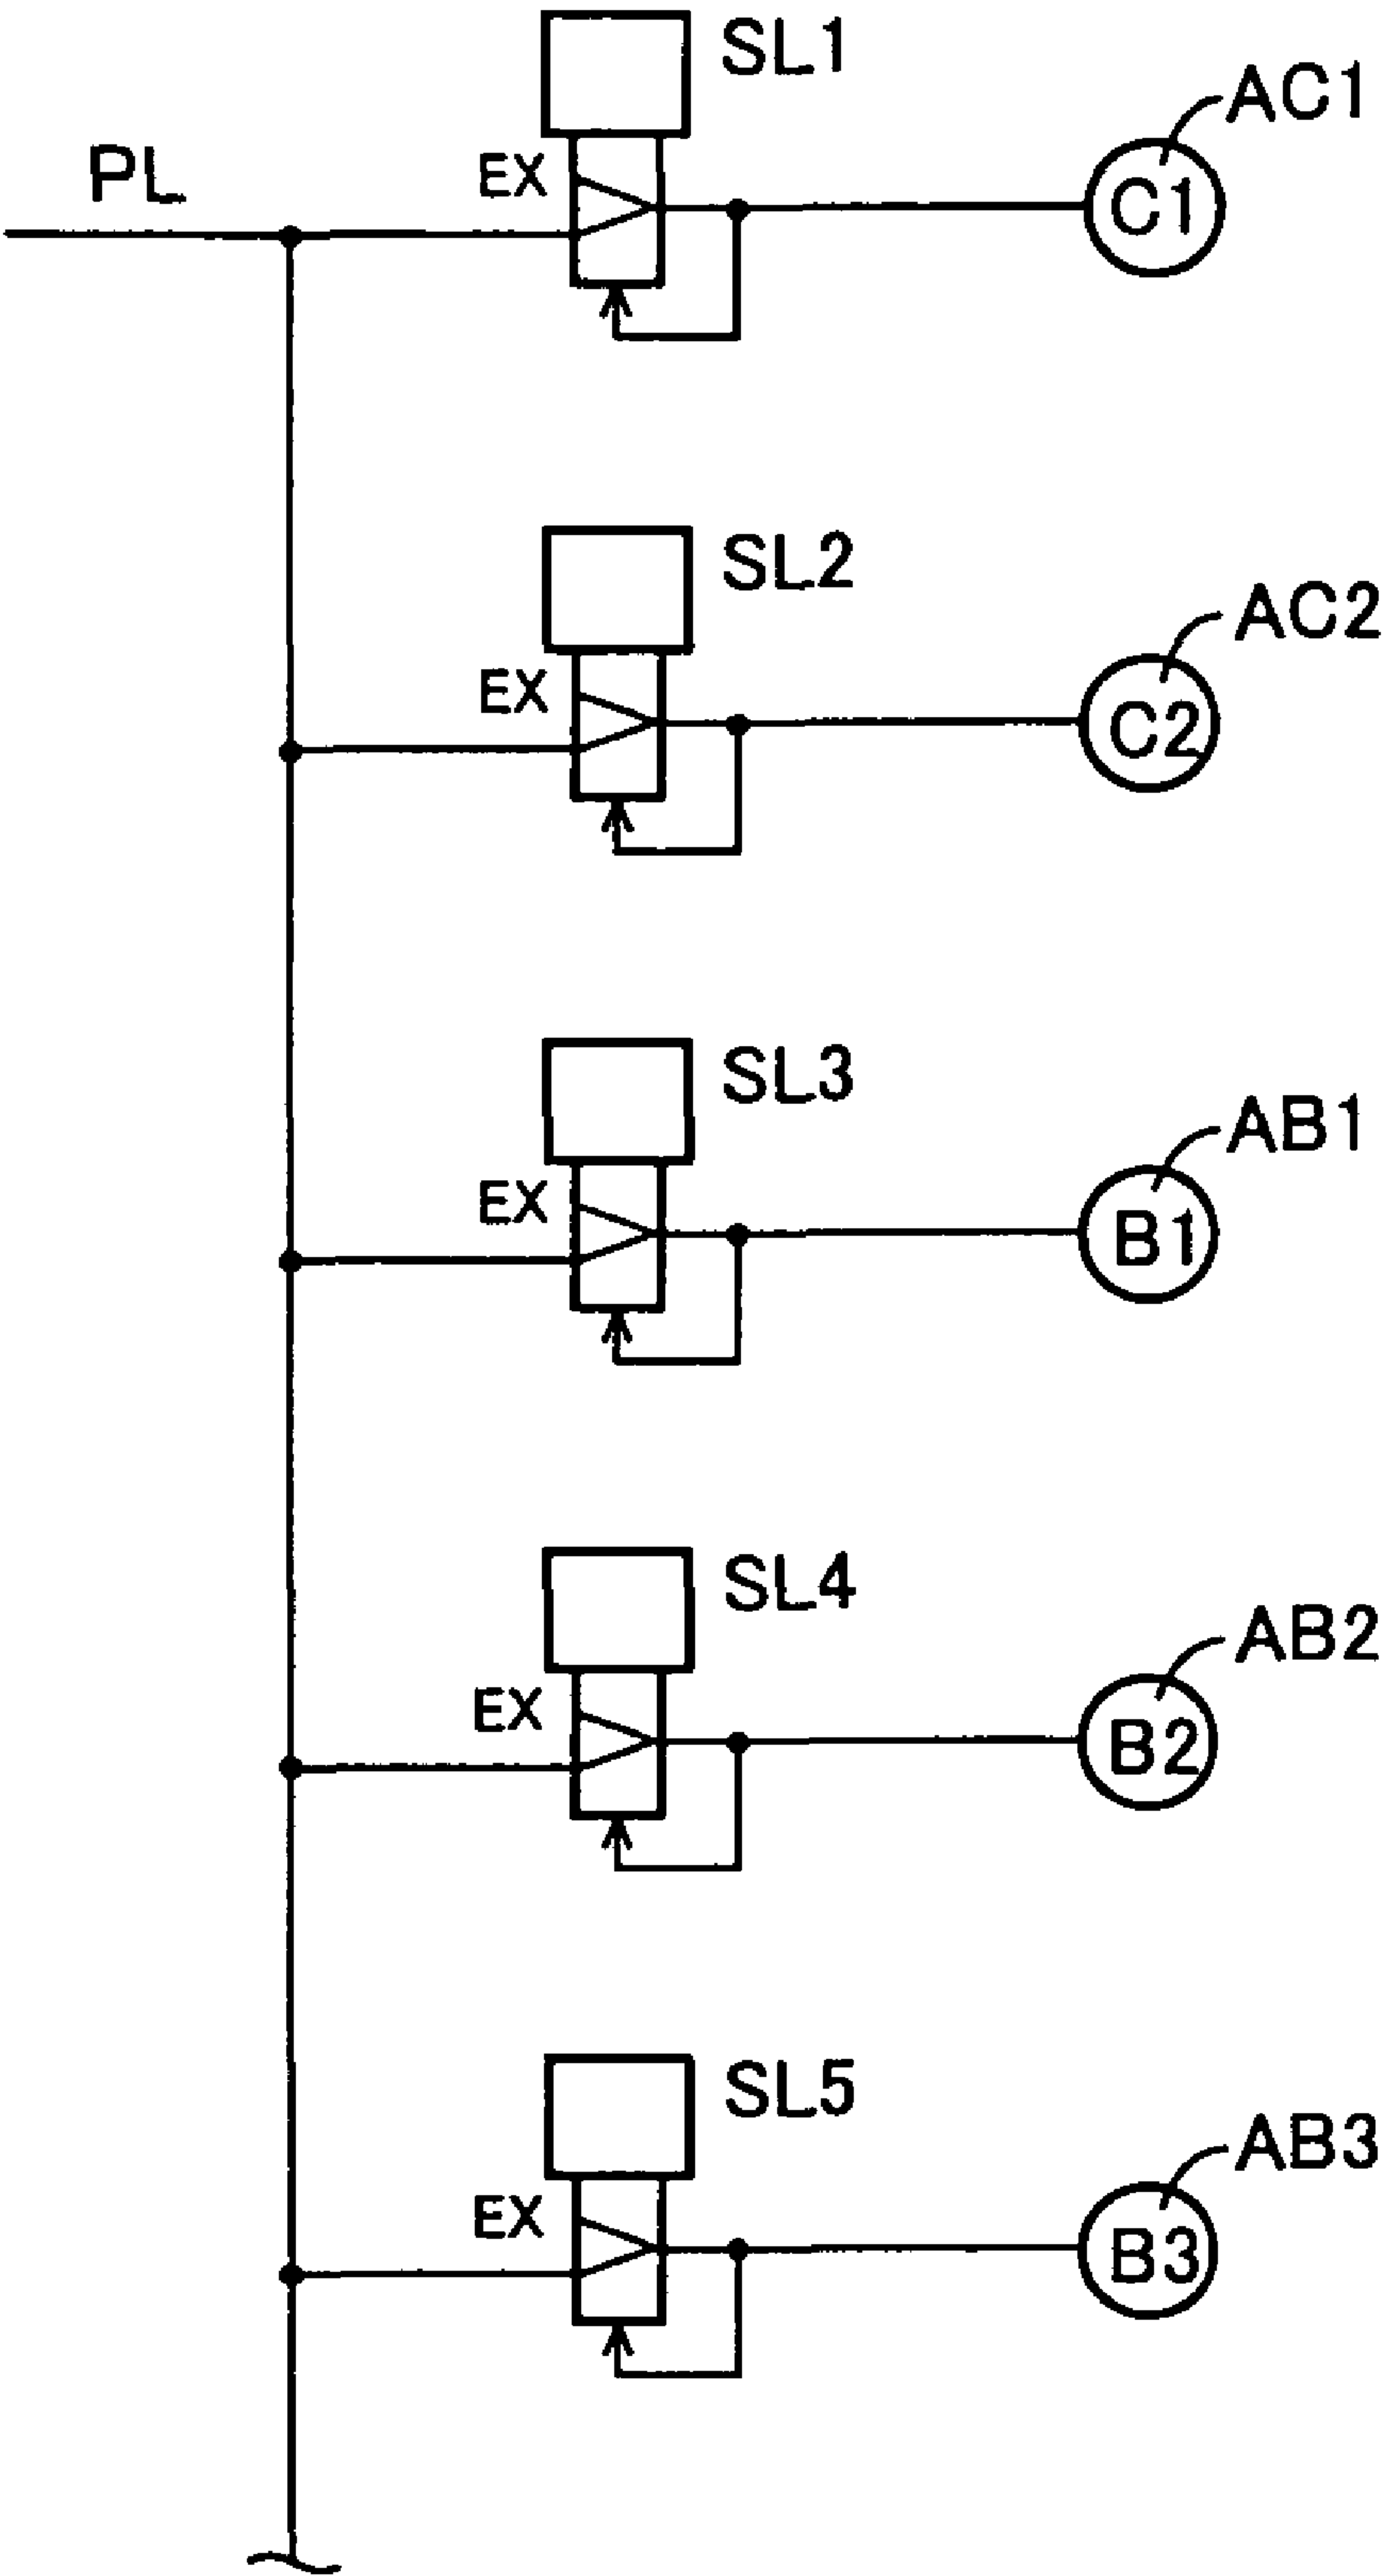 SL1
AC1
PL
EX
C1
SL2
AC2
EX
C2
SL3
AB1
EX
B1
SL4
AB2
EX
B2
SL5
AB3
EX
B3